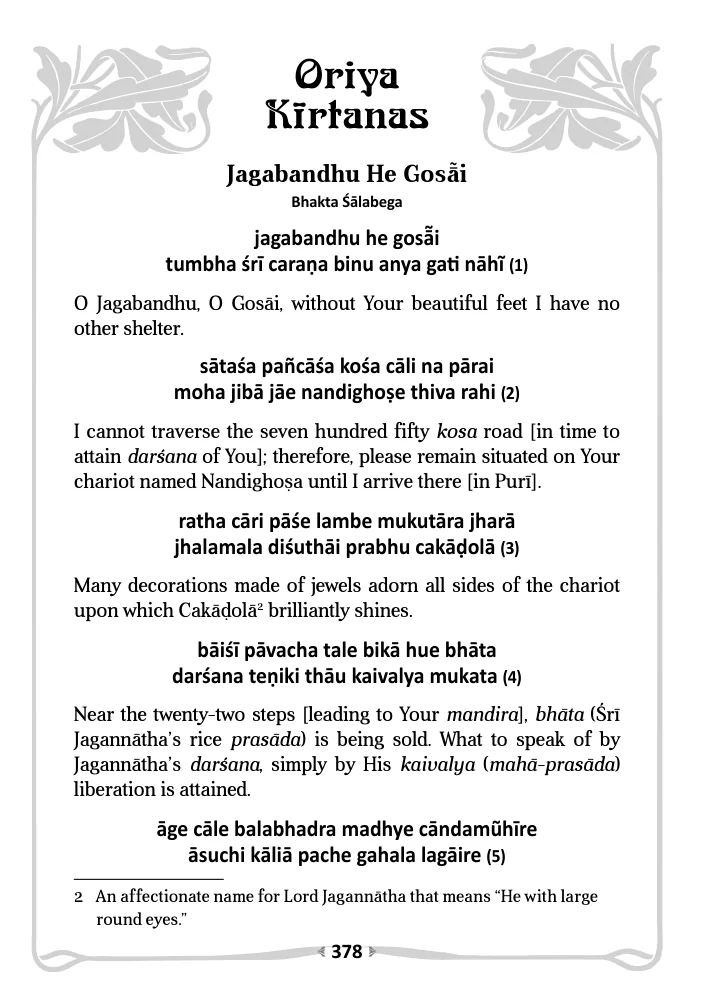 Oriya
Kīrtanas
Jagabandhu He Gosā̃i
Bhakta Śālabega
jagabandhu he gosā̃i
tumbha śrī caraṇa binu anya gati nāhĩ (1)
O Jagabandhu, O Gosāi, without Your beautiful feet I have no
other shelter.
sātaśa pañcāśa kośa cāli na pārai
moha jibā jāe nandighoṣe thiva rahi (2)
I cannot traverse the seven hundred fifty kosa road [in time to
attain darśana of You]; therefore, please remain situated on Your
chariot named Nandighoṣa until I arrive there [in Purī].
ratha cāri pāśe lambe mukutāra jharā
jhalamala diśuthāi prabhu cakāḍolā (3)
Many decorations made of jewels adorn all sides of the chariot
upon which Cakāḍolā² brilliantly shines.
bāiśī pāvacha tale bikā hue bhāta
darśana teṇiki thāu kaivalya mukata (4)
Near the twenty-two steps [leading to Your mandira], bhāta (Śrī
Jagannātha’s rice prasāda) is being sold. What to speak of by
Jagannātha’s darśana, simply by His kaivalya (mahā-prasāda)
liberation is attained.
āge cāle balabhadra madhye cāndamũhīre
āsuchi kāliā pache gahala lagāire (5)
2 An affectionate name for Lord Jagannātha that means “He with large
round eyes.”
378